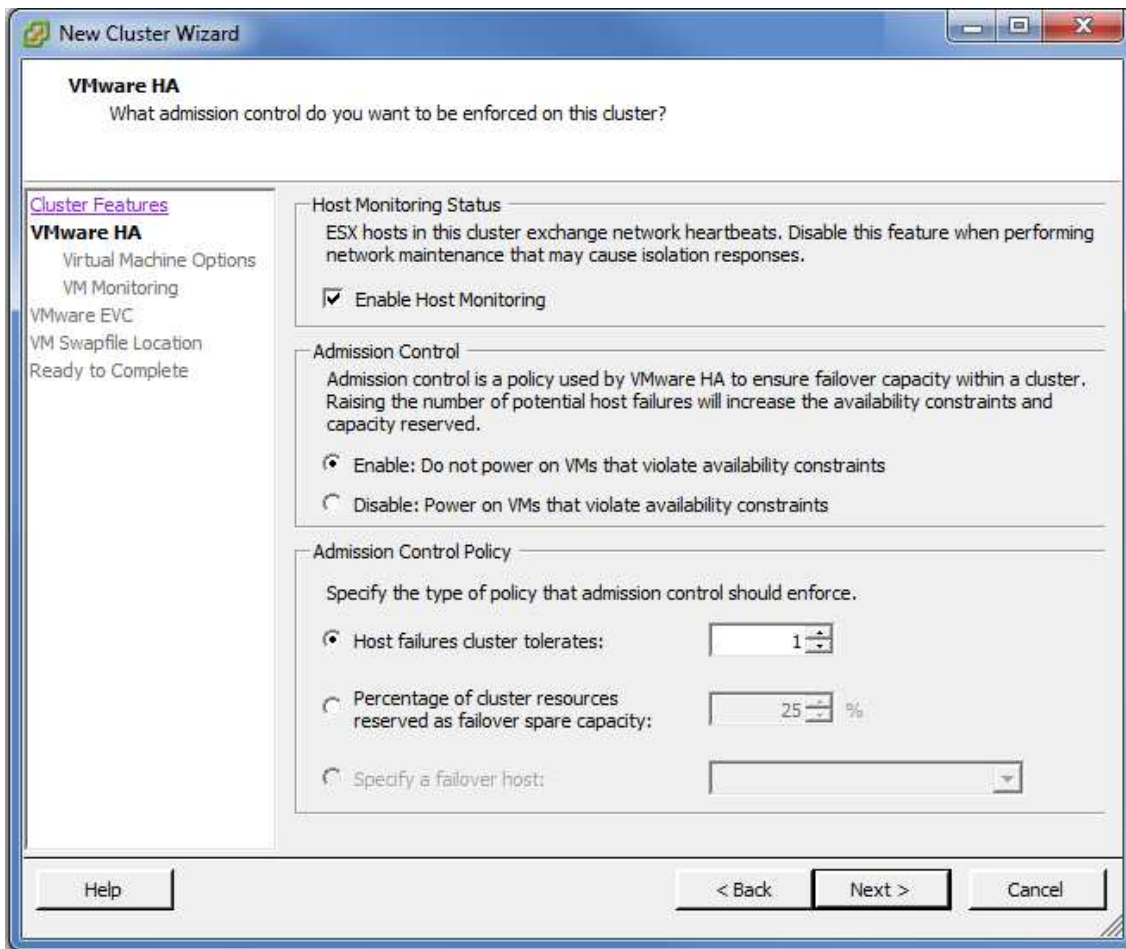 New Cluster Wizard
VMware HA
What admission control do you want to be enforced on this cluster?
Cluster Features
VMware HA
Virtual Machine Options
VM Monitoring
VMware EVC
VM Swapfile Location
Ready to Complete
Host Monitoring Status
ESX hosts in this cluster exchange network heartbeats. Disable this feature when performing
network maintenance that may cause isolation responses.
Enable Host Monitoring
Admission Control
Admission control is a policy used by VMware HA to ensure failover capacity within a cluster.
Raising the number of potential host failures will increase the availability constraints and
capacity reserved.
Enable: Do not power on VMs that violate availability constraints
Disable: Power on VMs that violate availability constraints
Admission Control Policy
Specify the type of policy that admission control should enforce.
Host failures cluster tolerates: 1
Percentage of cluster resources
reserved as failover spare capacity: 25 %
Specify a failover host:
Help < Back Next > Cancel